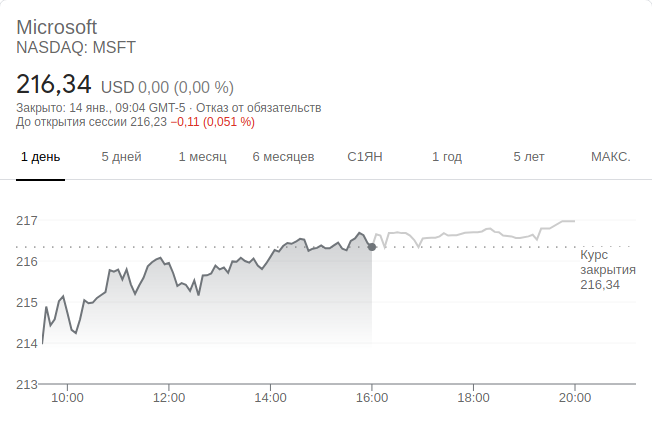 Microsoft
NASDAQ: MSFT
216,34 USD 0,00 (0,00 %)
Закрыто: 14 янв., 09:04 GMT-5 · Отказ от обязательств
До открытия сессии 216,23 −0,11 (0,051 %)
1 день 5 дней 1 месяц 6 месяцев С1ЯН 1 год 5 лет МАКС.
217
216
215
214
213
Курс
закрытия
216,34
10:00 12:00 14:00 16:00 18:00 20:00